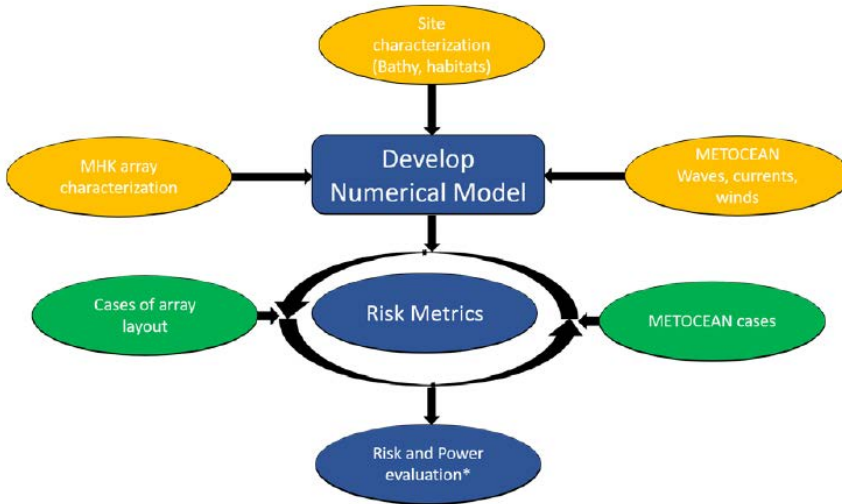 Site
characterization
(Bathy, habitats)
MHK array
characterization
Develop
Numerical Model
METOCEAN
Waves, currents,
winds
Cases of array
layout
Risk Metrics
METOCEAN cases
Risk and Power
evaluation*